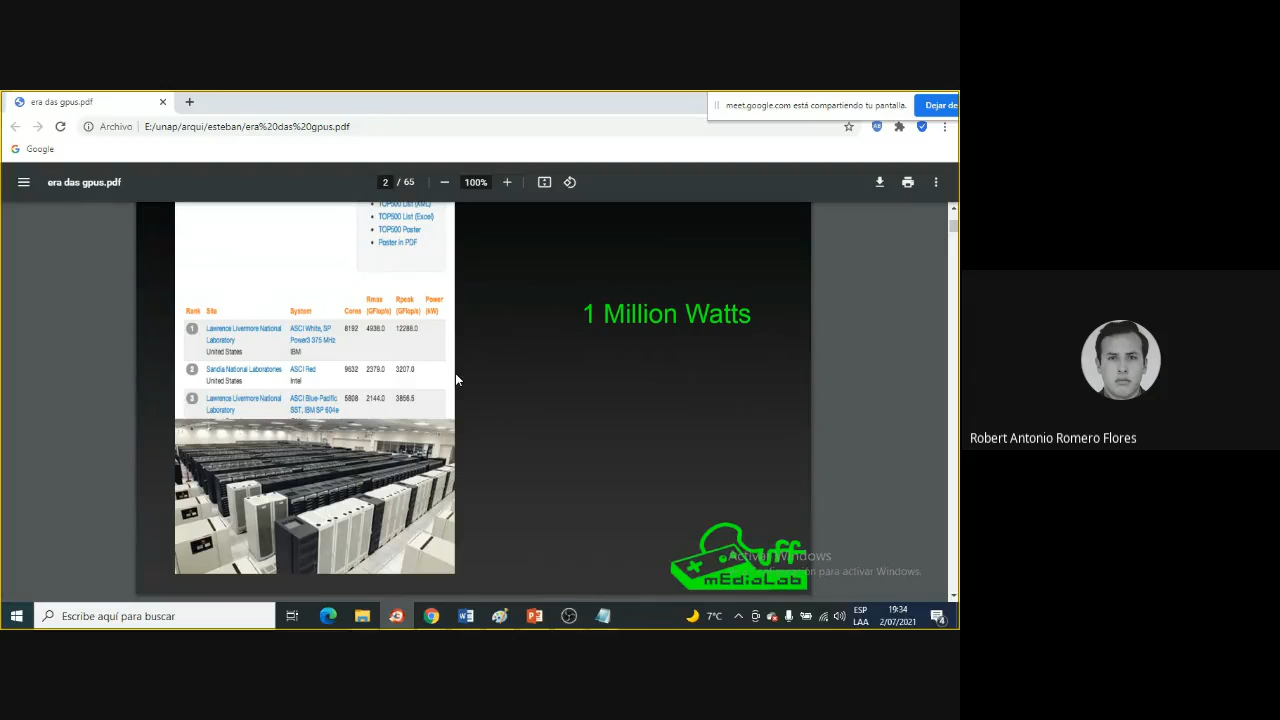 era das gpus.pdf
meet.google.com está compartiendo tu pantalla.
Dejar de
Archivo
E:/unap/arqui/esteban/era%20das%20gpus.pdf
Google
era das gpus.pdf
2 / 65
100%
TOP500 List (XML)
TOP500 List (Excel)
TOP500 Poster
Poster in PDF
Rank Site System Cores Rmax (GFlop/s) Rpeak (GFlop/s) Power (kW)
1 Lawrence Livermore National Laboratory United States ASCI White, SP Power3 375 MHz IBM 8192 4938.0 12288.0
2 Sandia National Laboratories United States ASCI Red Intel 9632 2379.0 3207.0
3 Lawrence Livermore National Laboratory ASCI Blue-Pacific SST, IBM SP 604e 5808 2144.0 3856.5
1 Million Watts
uff
mEdiaLab
Activar Windows
para activar Windows.
Robert Antonio Romero Flores
Escribe aquí para buscar
7°C
ESP
LAA
19:34
2/07/2021
4